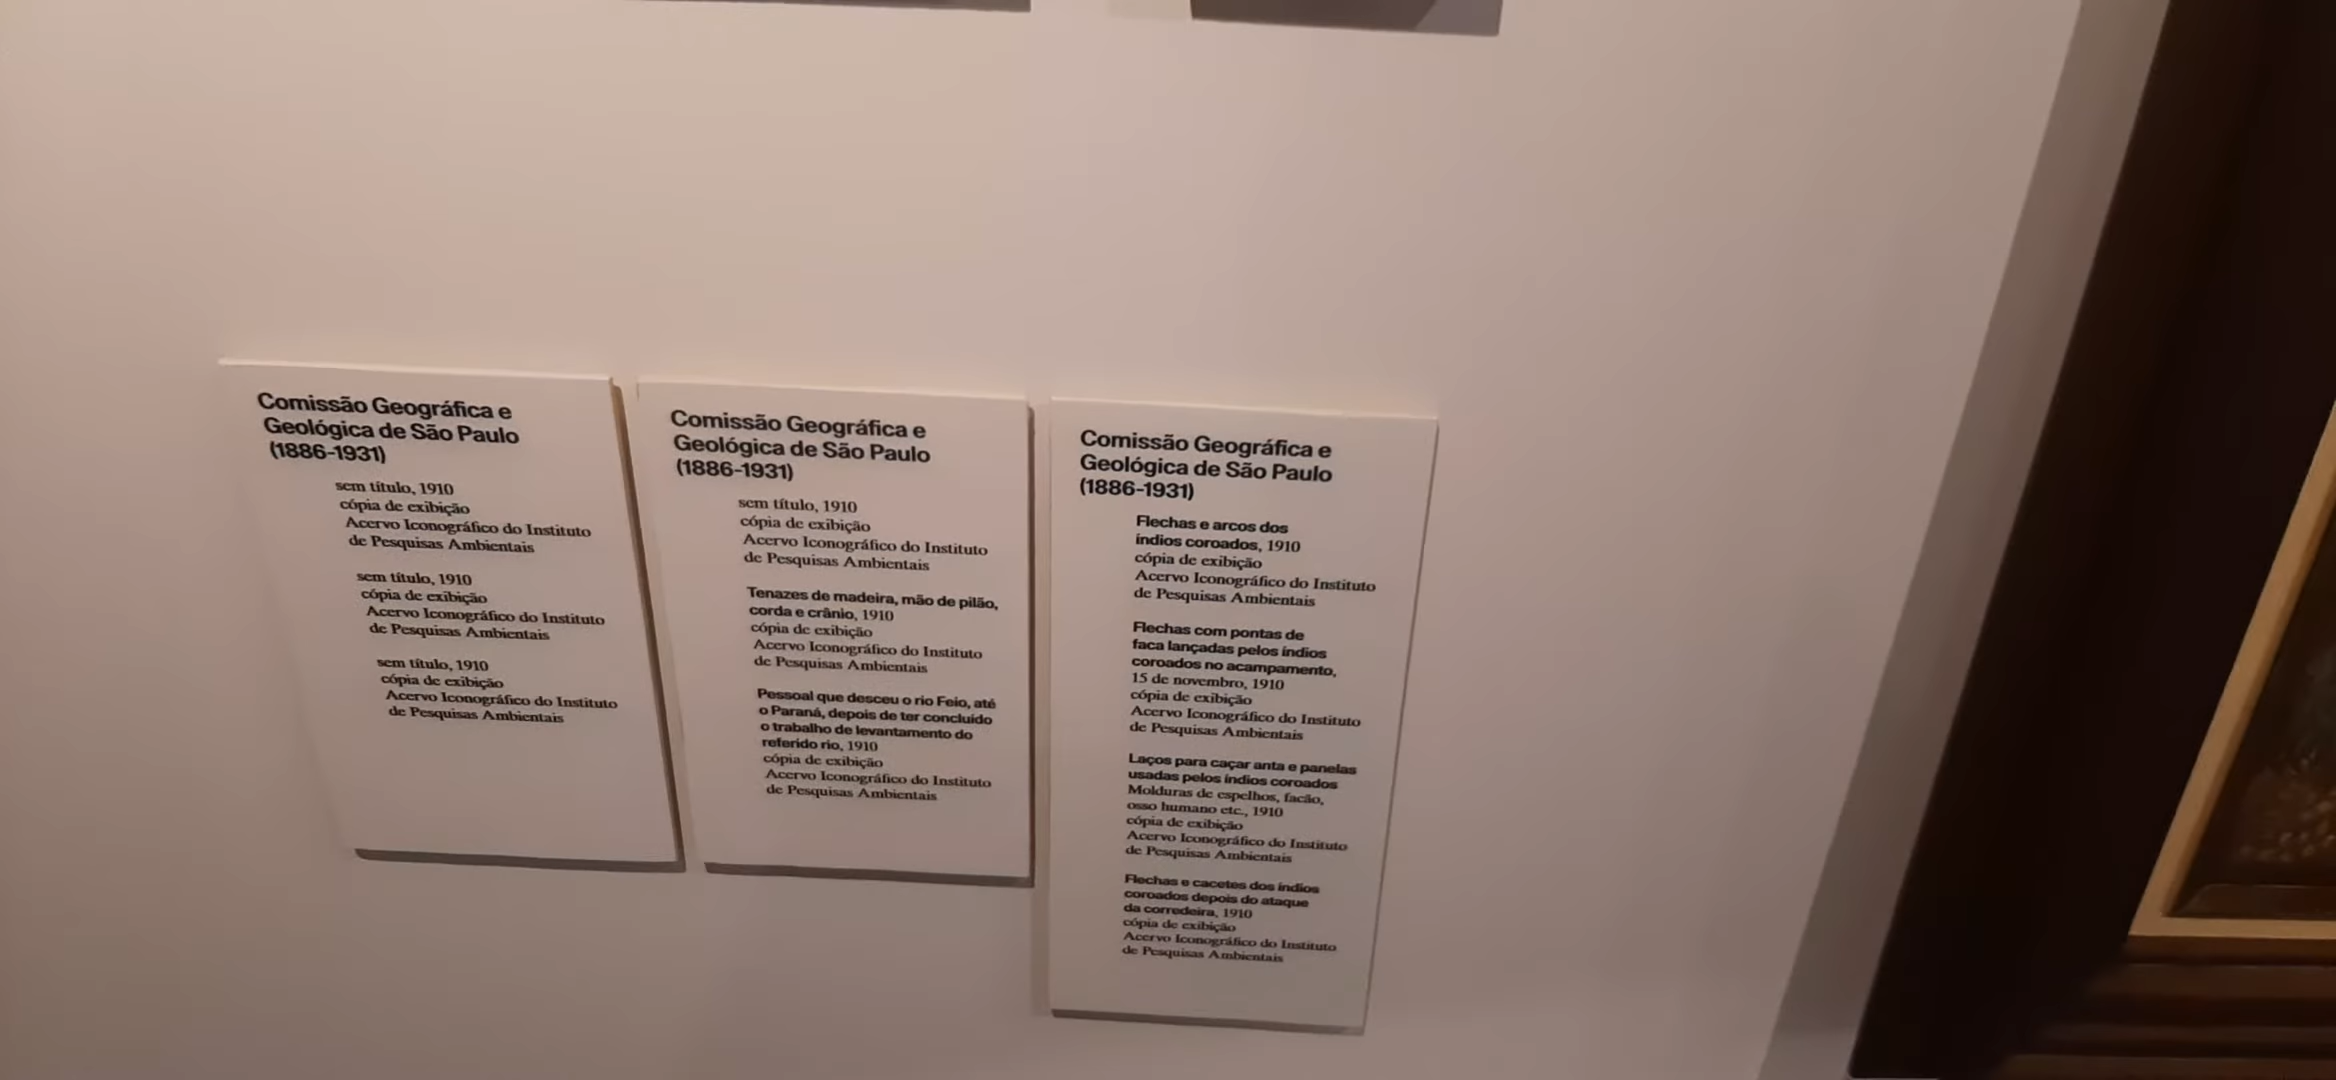 Comissão Geográfica e
Geológica de São Paulo
(1886-1931)
sem título, 1910
cópia de exibição
Acervo Iconográfico do Instituto
de Pesquisas Ambientais
sem título, 1910
cópia de exibição
Acervo Iconográfico do Instituto
de Pesquisas Ambientais
sem título, 1910
cópia de exibição
Acervo Iconográfico do Instituto
de Pesquisas Ambientais
Comissão Geográfica e
Geológica de São Paulo
(1886-1931)
sem título, 1910
cópia de exibição
Acervo Iconográfico do Instituto
de Pesquisas Ambientais
Tenazes de madeira, mão de pilão,
corda e crânio, 1910
cópia de exibição
Acervo Iconográfico do Instituto
de Pesquisas Ambientais
Pessoal que desceu o rio Feio, até
o Paraná, depois de ter concluído
o trabalho de levantamento do
referido rio, 1910
cópia de exibição
Acervo Iconográfico do Instituto
de Pesquisas Ambientais
Comissão Geográfica e
Geológica de São Paulo
(1886-1931)
Flechas e arcos dos
índios coroados, 1910
cópia de exibição
Acervo Iconográfico do Instituto
de Pesquisas Ambientais
Flechas com pontas de
faca lançadas pelos índios
coroados no acampamento,
15 de novembro, 1910
cópia de exibição
Acervo Iconográfico do Instituto
de Pesquisas Ambientais
Laços para caçar anta e panelas
usadas pelos índios coroados
Molduras de espelhos, facão,
osso humano etc., 1910
cópia de exibição
Acervo Iconográfico do Instituto
de Pesquisas Ambientais
Flechas e cacetes dos índios
coroados depois do ataque
da corredeira, 1910
cópia de exibição
Acervo Iconográfico do Instituto
de Pesquisas Ambientais